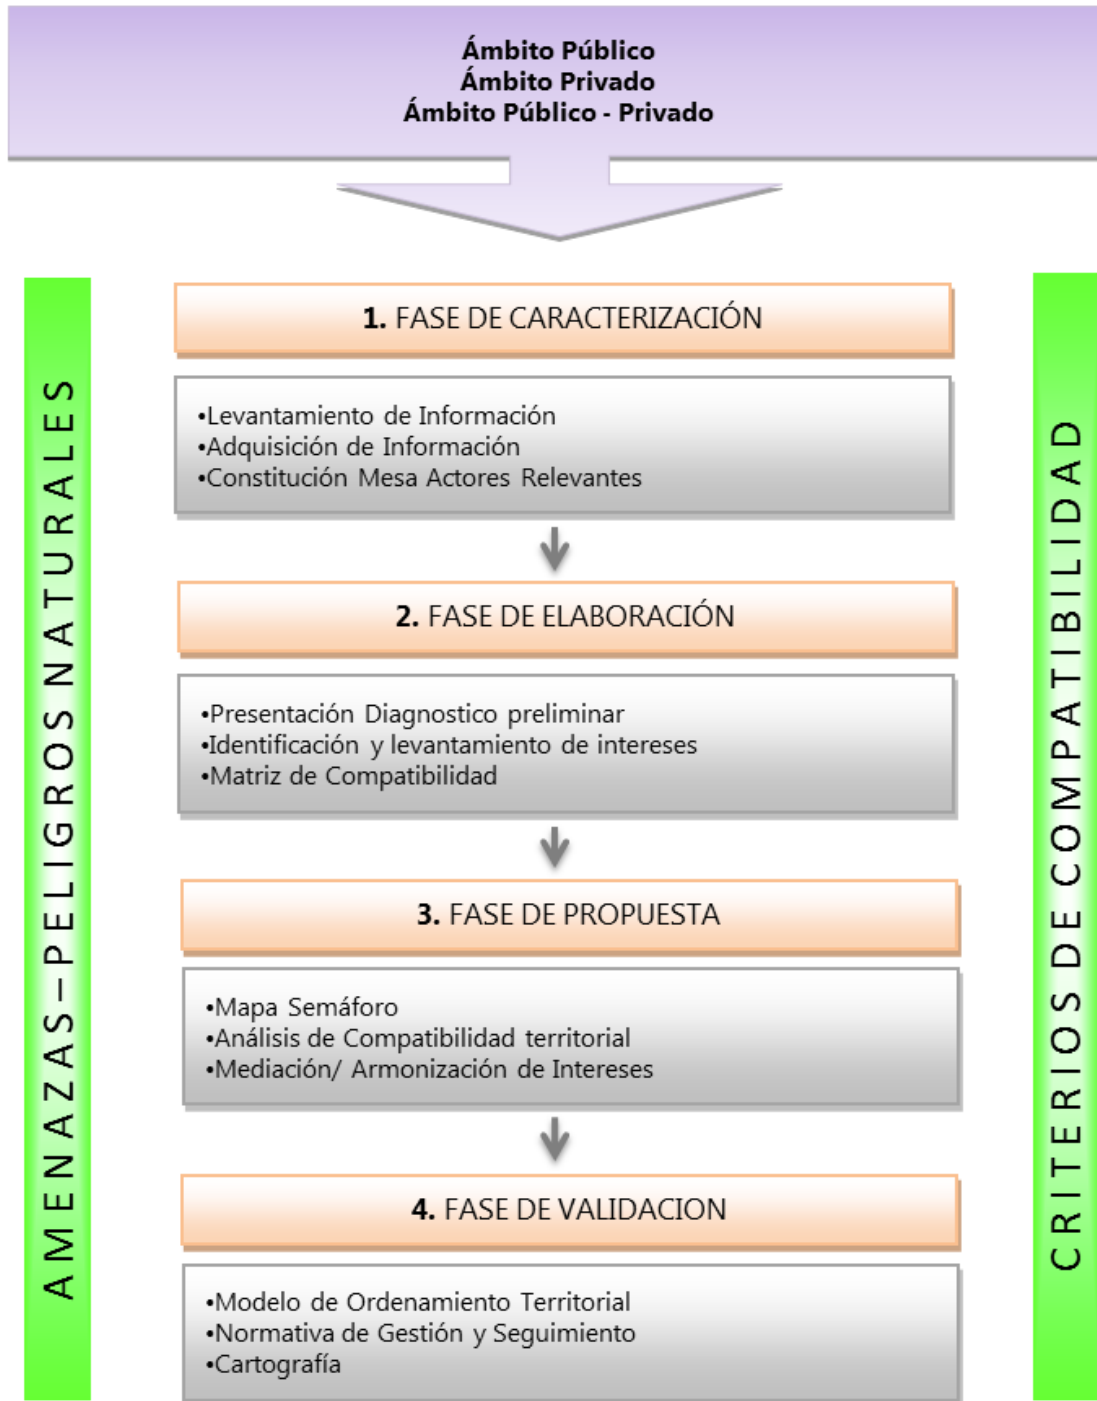 Ámbito Público
Ámbito Privado
Ámbito Público - Privado
AMENAZAS–PELIGROS NATURALES
1. FASE DE CARACTERIZACIÓN
•Levantamiento de Información
•Adquisición de Información
•Constitución Mesa Actores Relevantes
2. FASE DE ELABORACIÓN
•Presentación Diagnostico preliminar
•Identificación y levantamiento de intereses
•Matriz de Compatibilidad
3. FASE DE PROPUESTA
•Mapa Semáforo
•Análisis de Compatibilidad territorial
•Mediación/ Armonización de Intereses
4. FASE DE VALIDACION
•Modelo de Ordenamiento Territorial
•Normativa de Gestión y Seguimiento
•Cartografía
CRITERIOS DE COMPATIBILIDAD